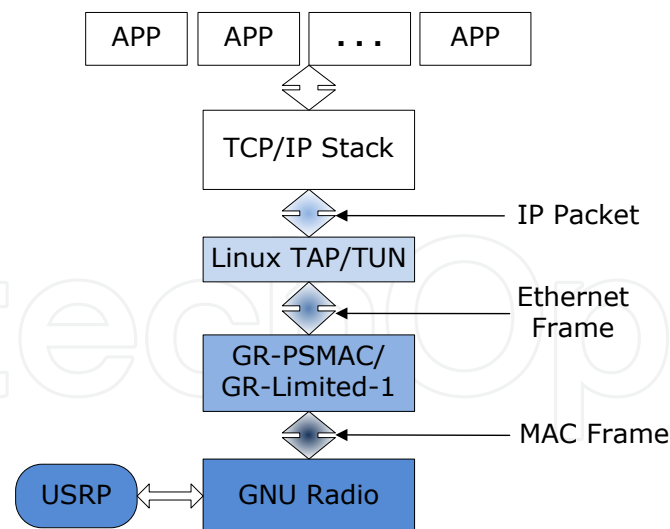 APP APP ... APP
TCP/IP Stack
IP Packet
Linux TAP/TUN
Ethernet
Frame
GR-PSMAC/
GR-Limited-1
MAC Frame
USRP GNU Radio
techOp